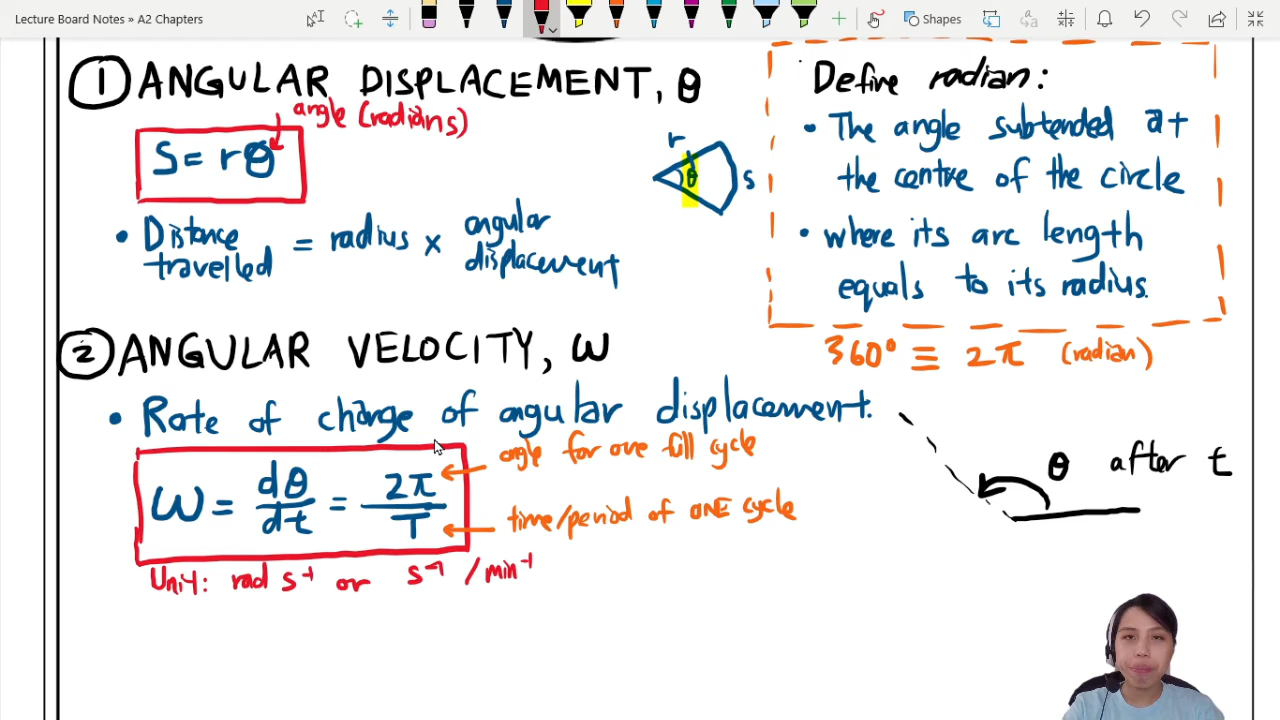 Lecture Board Notes » A2 Chapters
Shapes
① ANGULAR DISPLACEMENT, θ
angle (radians)
S = rθ
r
θ
s
• Distance travelled = radius × angular displacement
Define radian:
• The angle subtended at
the centre of the circle
• where its arc length
equals to its radius.
360° ≡ 2π (radian)
② ANGULAR VELOCITY, ω
• Rate of change of angular displacement.
ω = dθ/dt = 2π/T
angle for one full cycle
time/period of ONE cycle
Unit: rad s⁻¹ or s⁻¹ / min⁻¹
θ after t